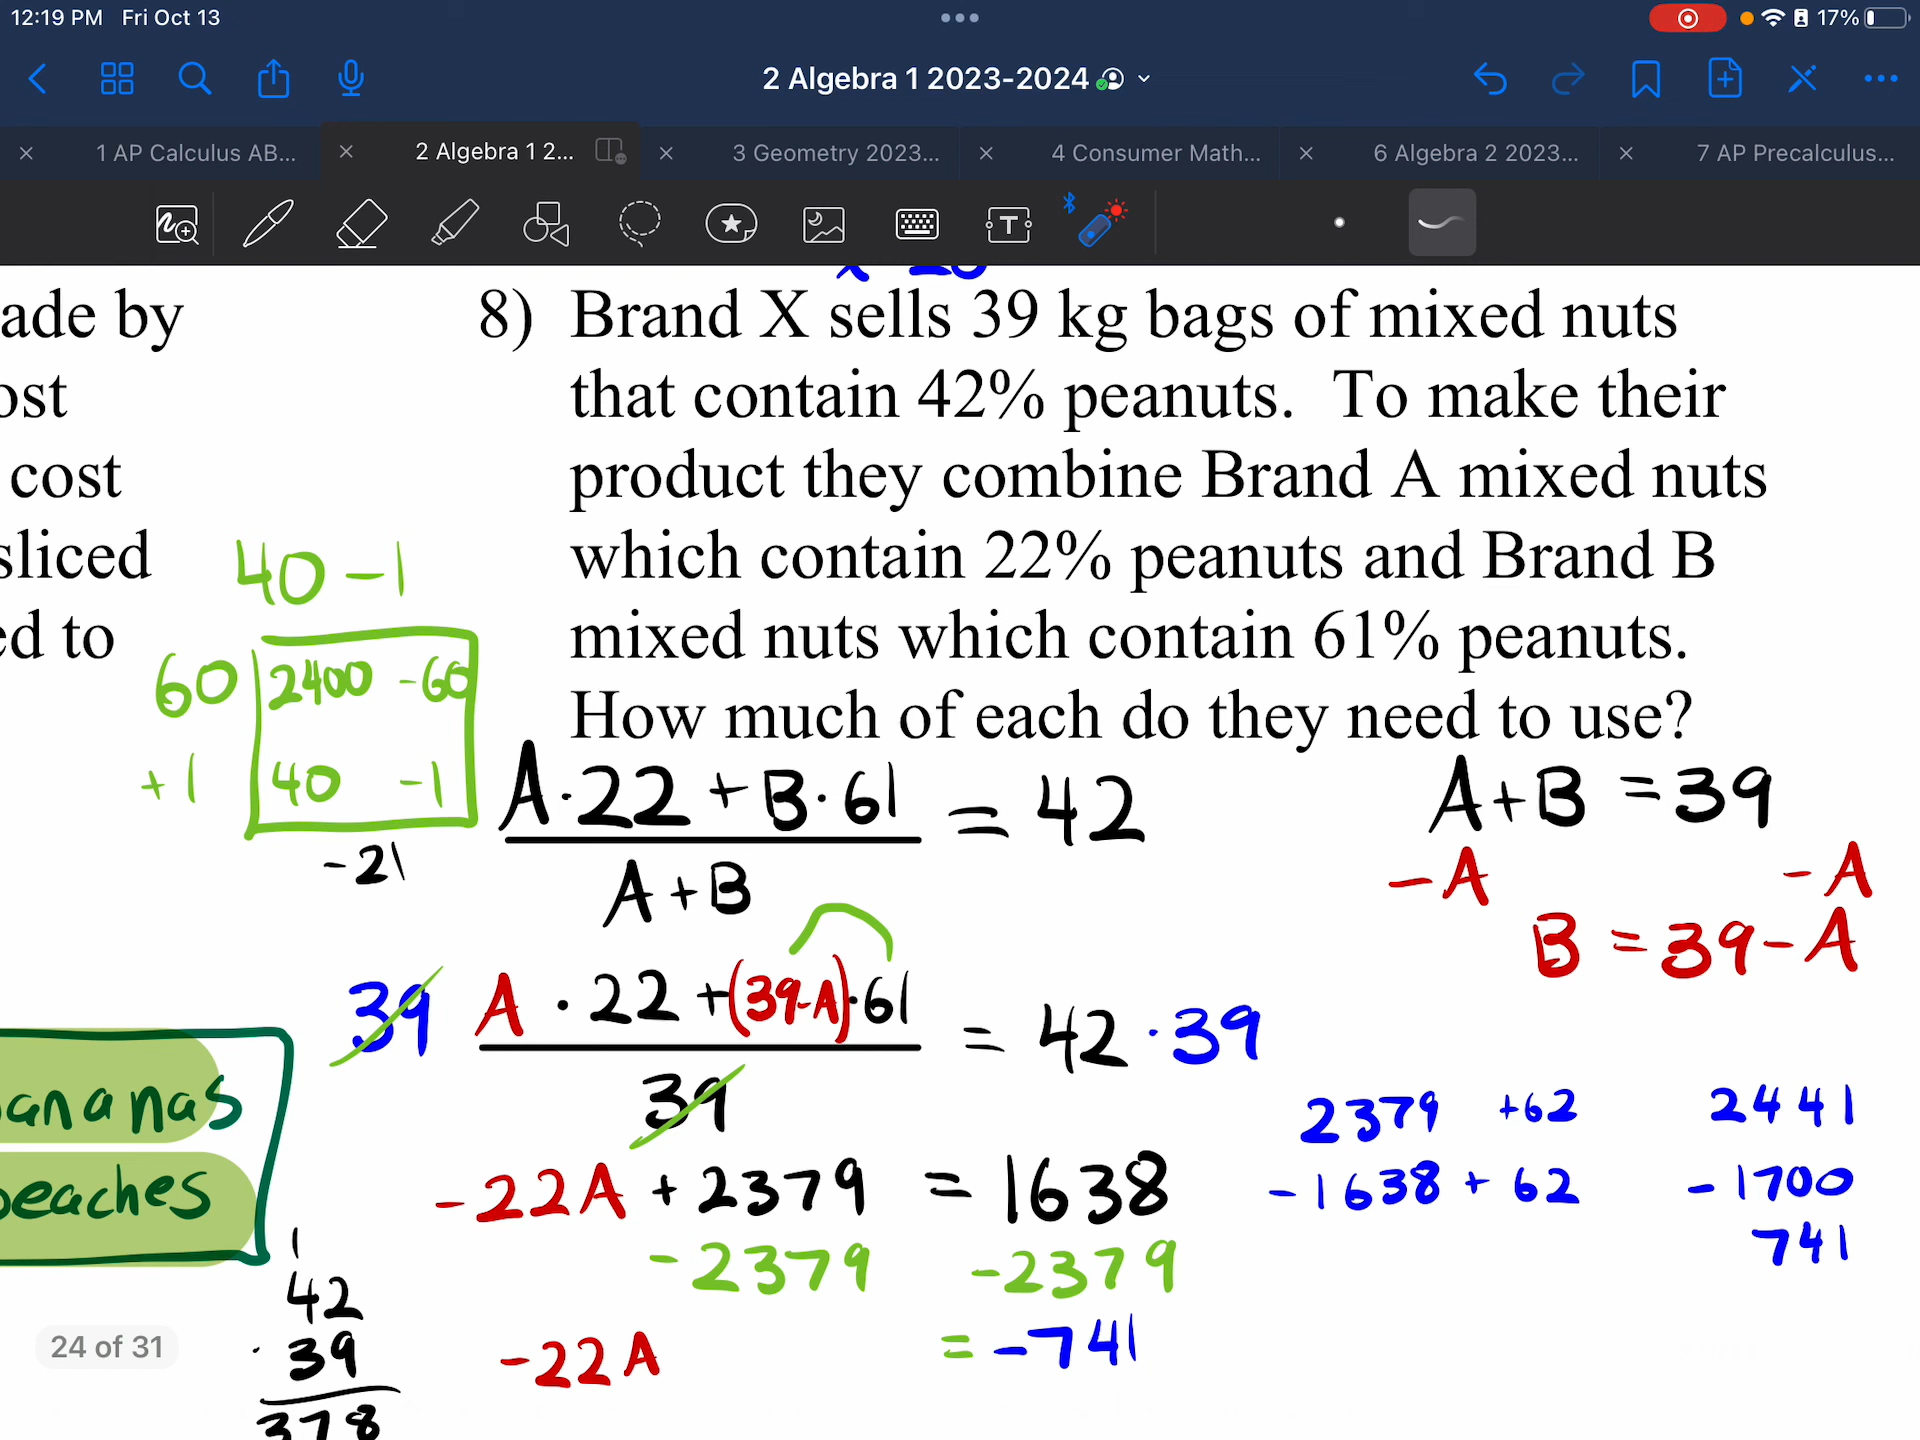 12:19 PM Fri Oct 13
17%
2 Algebra 1 2023-2024
1 AP Calculus AB...
2 Algebra 1 2...
3 Geometry 2023...
4 Consumer Math...
6 Algebra 2 2023...
7 AP Precalculus...
T
ade by
ost
cost
sliced
ed to
8) Brand X sells 39 kg bags of mixed nuts
that contain 42% peanuts. To make their
product they combine Brand A mixed nuts
which contain 22% peanuts and Brand B
mixed nuts which contain 61% peanuts.
How much of each do they need to use?
40 -1
60 2400 -60
+1 40 -1
-21
A·22 + B·61 = 42
A+B
A+B = 39
-A -A
B = 39-A
39 A · 22 + (39-A)·61 = 42 · 39
39
-22A + 2379 = 1638
-2379 -2379
-22A = -741
2379 +62 2441
-1638 + 62 -1700
741
ananas
peaches
1
42
· 39
378
24 of 31